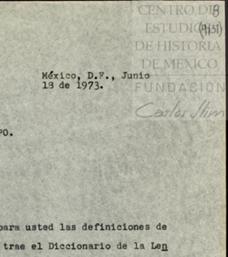 CENTRO DE
ESTUDIOS
DE HISTORIA
DE MEXICO
FUNDACIÓN
Carlos Slim
México, D.F., Junio
18 de 1973.
PO.
para usted las definiciones de
trae el Diccionario de la Len